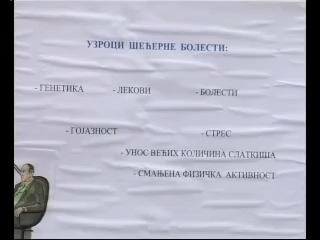 УЗРОЦИ ШЕЋЕРНЕ БОЛЕСТИ:
- ГЕНЕТИКА - ЛЕКОВИ - БОЛЕСТИ
- ГОЈАЗНОСТ - СТРЕС
- УНОС ВЕЋИХ КОЛИЧИНА СЛАТКИША
- СМАЊЕНА ФИЗИЧКА АКТИВНОСТ